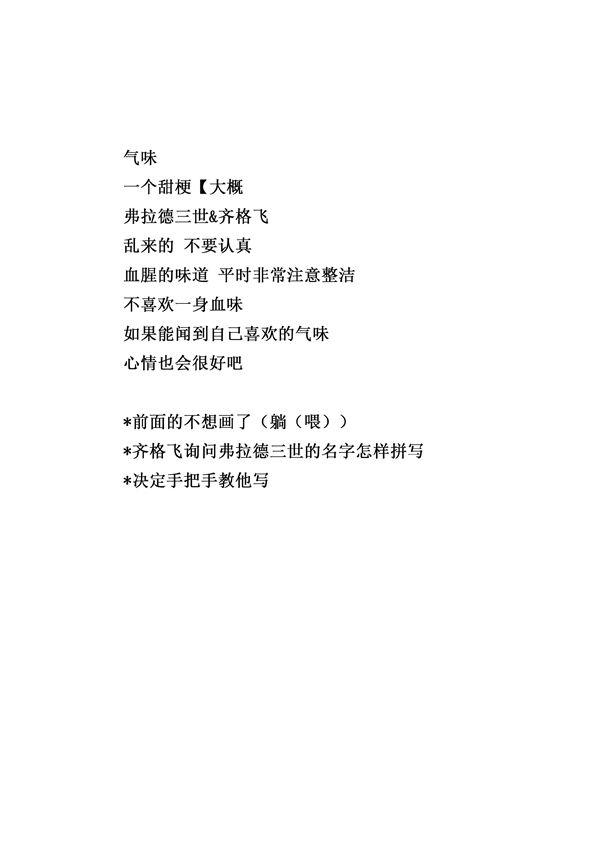 气味
一个甜梗【大概
弗拉德三世&齐格飞
乱来的 不要认真
血腥的味道 平时非常注意整洁
不喜欢一身血味
如果能闻到自己喜欢的气味
心情也会很好吧
*前面的不想画了（躺（喂））
*齐格飞询问弗拉德三世的名字怎样拼写
*决定手把手教他写